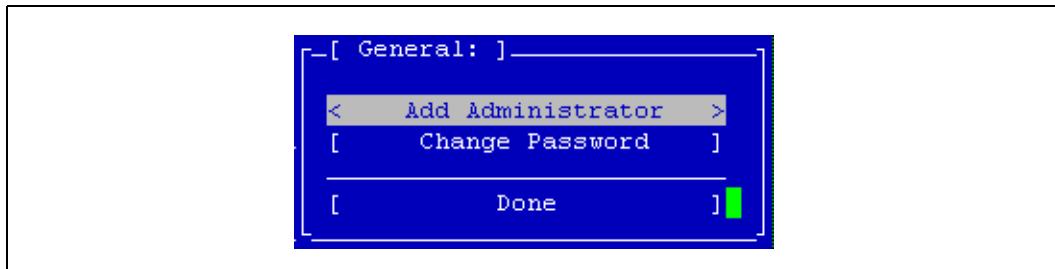 [ General: ]
< Add Administrator >
[ Change Password ]
[ Done ]